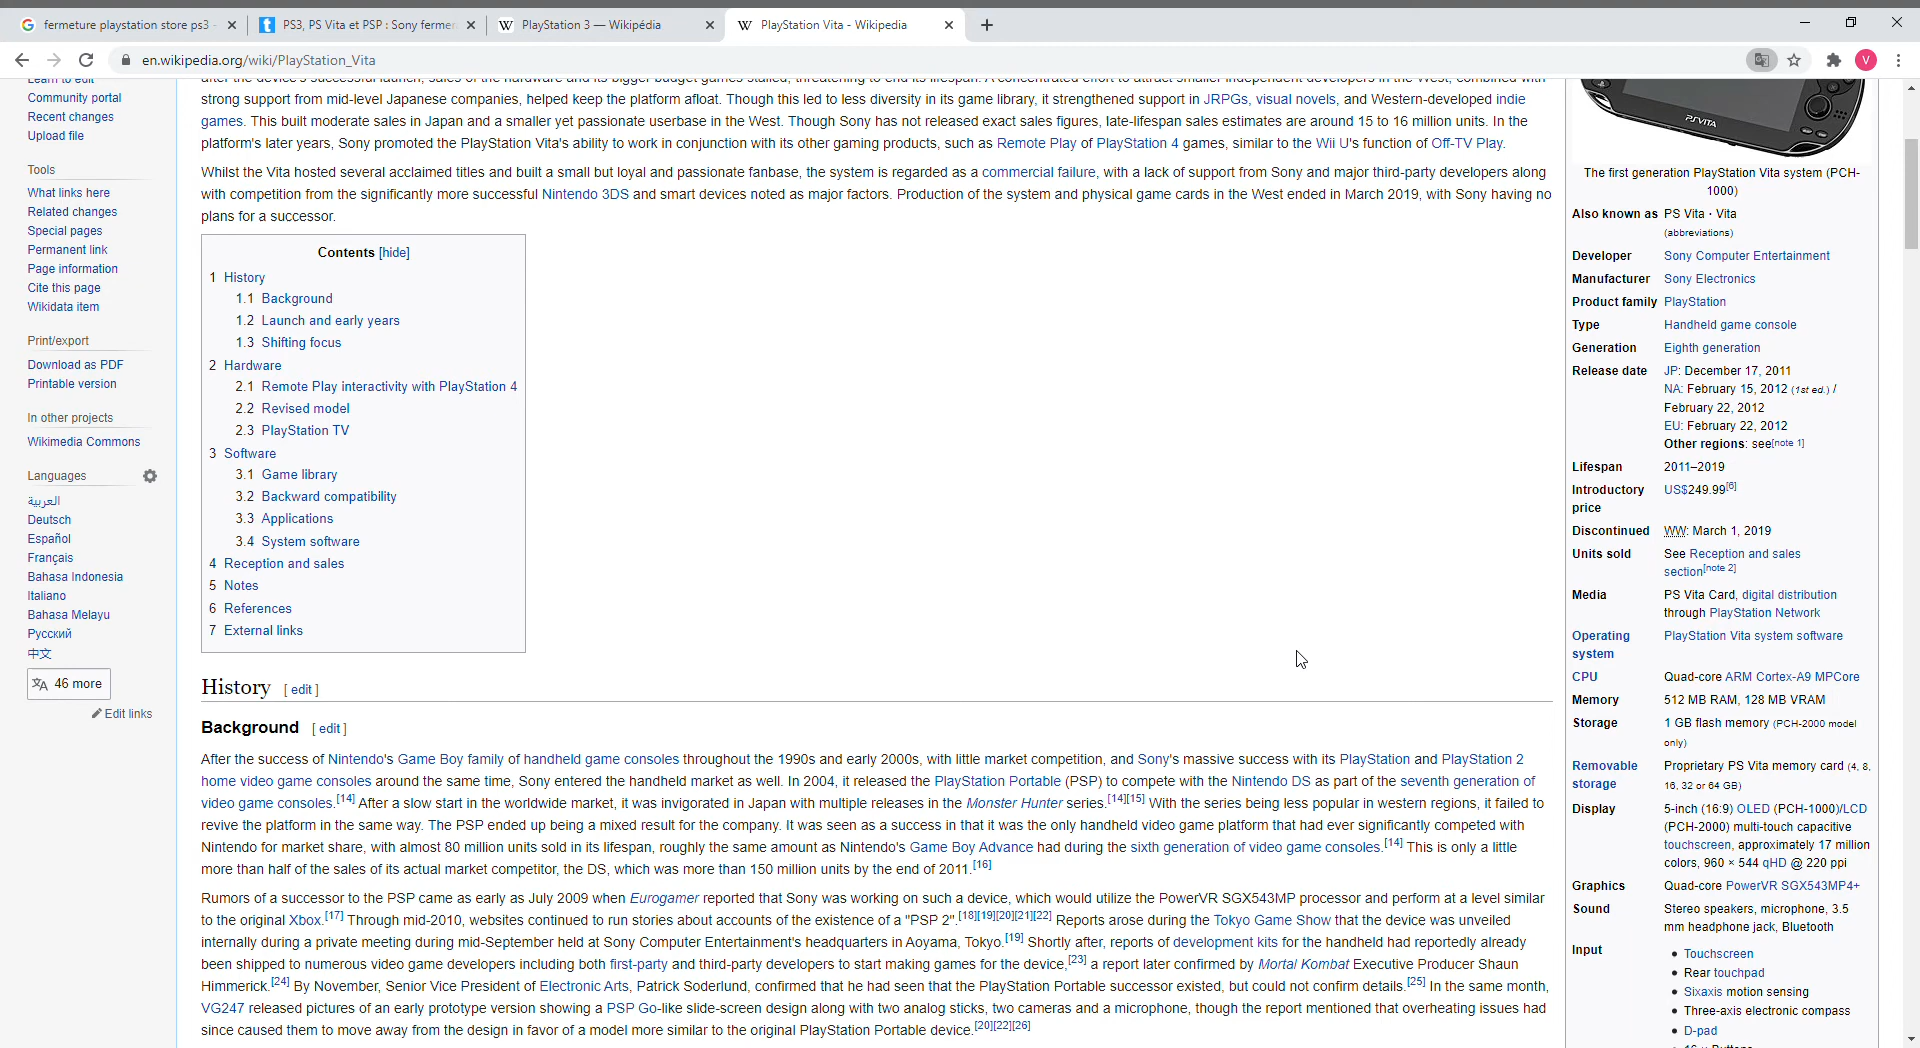 fermeture playstation store ps3 -
PS3, PS Vita et PSP : Sony fermer
PlayStation 3 — Wikipédia
PlayStation Vita - Wikipedia
en.wikipedia.org/wiki/PlayStation_Vita
V
Learn to edit
Community portal
Recent changes
Upload file
Tools
What links here
Related changes
Special pages
Permanent link
Page information
Cite this page
Wikidata item
Print/export
Download as PDF
Printable version
In other projects
Wikimedia Commons
Languages
العربية
Deutsch
Español
Français
Bahasa Indonesia
Italiano
Bahasa Melayu
Русский
中文
46 more
Edit links
after the device's successful launch, sales of the hardware and its bigger budget games stalled, threatening to end its lifespan. A concentrated effort to attract smaller independent developers in the West, combined with
strong support from mid-level Japanese companies, helped keep the platform afloat. Though this led to less diversity in its game library, it strengthened support in JRPGs, visual novels, and Western-developed indie
games. This built moderate sales in Japan and a smaller yet passionate userbase in the West. Though Sony has not released exact sales figures, late-lifespan sales estimates are around 15 to 16 million units. In the
platform's later years, Sony promoted the PlayStation Vita's ability to work in conjunction with its other gaming products, such as Remote Play of PlayStation 4 games, similar to the Wii U's function of Off-TV Play.
Whilst the Vita hosted several acclaimed titles and built a small but loyal and passionate fanbase, the system is regarded as a commercial failure, with a lack of support from Sony and major third-party developers along
with competition from the significantly more successful Nintendo 3DS and smart devices noted as major factors. Production of the system and physical game cards in the West ended in March 2019, with Sony having no
plans for a successor.
Contents [hide]
1 History
1.1 Background
1.2 Launch and early years
1.3 Shifting focus
2 Hardware
2.1 Remote Play interactivity with PlayStation 4
2.2 Revised model
2.3 PlayStation TV
3 Software
3.1 Game library
3.2 Backward compatibility
3.3 Applications
3.4 System software
4 Reception and sales
5 Notes
6 References
7 External links
History [ edit ]
Background [ edit ]
After the success of Nintendo's Game Boy family of handheld game consoles throughout the 1990s and early 2000s, with little market competition, and Sony's massive success with its PlayStation and PlayStation 2
home video game consoles around the same time, Sony entered the handheld market as well. In 2004, it released the PlayStation Portable (PSP) to compete with the Nintendo DS as part of the seventh generation of
video game consoles.[14] After a slow start in the worldwide market, it was invigorated in Japan with multiple releases in the Monster Hunter series.[14][15] With the series being less popular in western regions, it failed to
revive the platform in the same way. The PSP ended up being a mixed result for the company. It was seen as a success in that it was the only handheld video game platform that had ever significantly competed with
Nintendo for market share, with almost 80 million units sold in its lifespan, roughly the same amount as Nintendo's Game Boy Advance had during the sixth generation of video game consoles.[14] This is only a little
more than half of the sales of its actual market competitor, the DS, which was more than 150 million units by the end of 2011.[16]
Rumors of a successor to the PSP came as early as July 2009 when Eurogamer reported that Sony was working on such a device, which would utilize the PowerVR SGX543MP processor and perform at a level similar
to the original Xbox.[17] Through mid-2010, websites continued to run stories about accounts of the existence of a "PSP 2".[18][19][20][21][22] Reports arose during the Tokyo Game Show that the device was unveiled
internally during a private meeting during mid-September held at Sony Computer Entertainment's headquarters in Aoyama, Tokyo.[19] Shortly after, reports of development kits for the handheld had reportedly already
been shipped to numerous video game developers including both first-party and third-party developers to start making games for the device,[23] a report later confirmed by Mortal Kombat Executive Producer Shaun
Himmerick.[24] By November, Senior Vice President of Electronic Arts, Patrick Soderlund, confirmed that he had seen that the PlayStation Portable successor existed, but could not confirm details.[25] In the same month,
VG247 released pictures of an early prototype version showing a PSP Go-like slide-screen design along with two analog sticks, two cameras and a microphone, though the report mentioned that overheating issues had
since caused them to move away from the design in favor of a model more similar to the original PlayStation Portable device.[20][22][26]
PSVITA
The first generation PlayStation Vita system (PCH-
1000)
Also known as PS Vita · Vita
(abbreviations)
Developer Sony Computer Entertainment
Manufacturer Sony Electronics
Product family PlayStation
Type Handheld game console
Generation Eighth generation
Release date JP: December 17, 2011
NA: February 15, 2012 (1st ed.) /
February 22, 2012
EU: February 22, 2012
Other regions: see[note 1]
Lifespan 2011–2019
Introductory price US$249.99[6]
Discontinued WW: March 1, 2019
Units sold See Reception and sales
section[note 2]
Media PS Vita Card, digital distribution
through PlayStation Network
Operating system PlayStation Vita system software
CPU Quad-core ARM Cortex-A9 MPCore
Memory 512 MB RAM, 128 MB VRAM
Storage 1 GB flash memory (PCH-2000 model
only)
Removable storage Proprietary PS Vita memory card (4, 8,
16, 32 or 64 GB)
Display 5-inch (16:9) OLED (PCH-1000)/LCD
(PCH-2000) multi-touch capacitive
touchscreen, approximately 17 million
colors, 960 × 544 qHD @ 220 ppi
Graphics Quad-core PowerVR SGX543MP4+
Sound Stereo speakers, microphone, 3.5
mm headphone jack, Bluetooth
Input
• Touchscreen
• Rear touchpad
• Sixaxis motion sensing
• Three-axis electronic compass
• D-pad